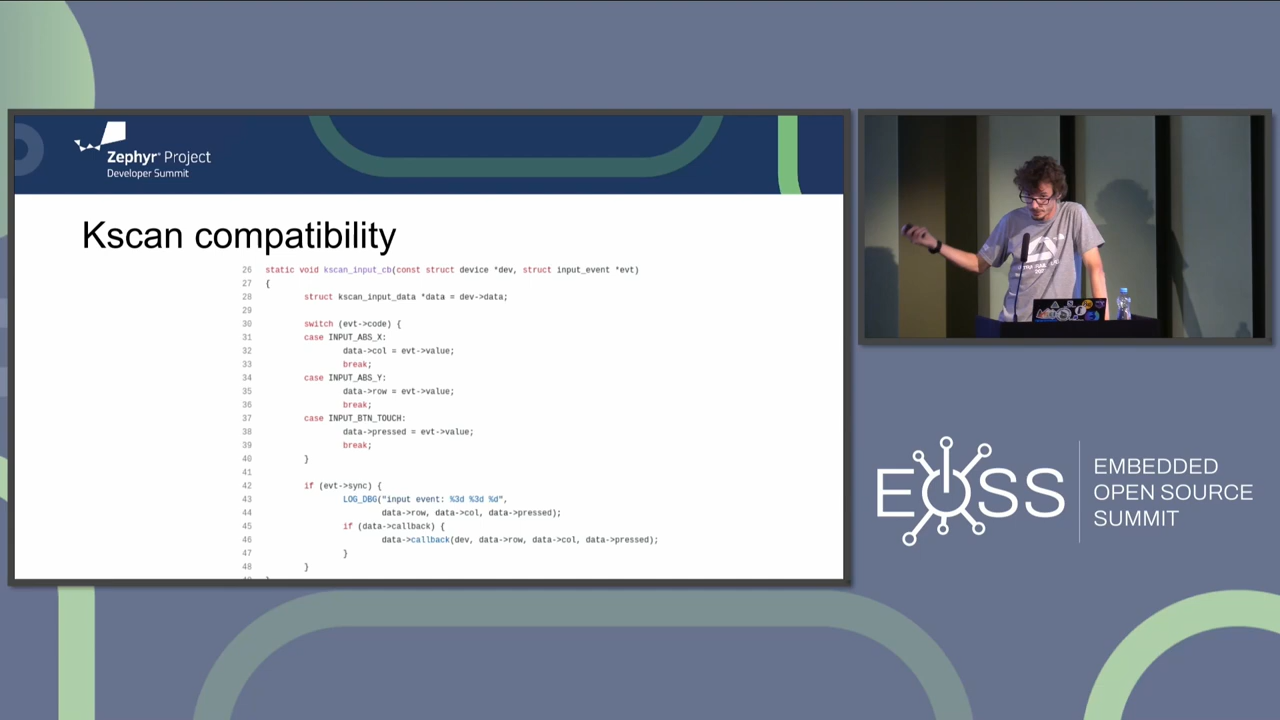 Zephyr® Project
Developer Summit
Kscan compatibility
26 static void kscan_input_cb(const struct device *dev, struct input_event *evt)
27 {
28 struct kscan_input_data *data = dev->data;
29
30 switch (evt->code) {
31 case INPUT_ABS_X:
32 data->col = evt->value;
33 break;
34 case INPUT_ABS_Y:
35 data->row = evt->value;
36 break;
37 case INPUT_BTN_TOUCH:
38 data->pressed = evt->value;
39 break;
40 }
41
42 if (evt->sync) {
43 LOG_DBG("input event: %3d %3d %d",
44 data->row, data->col, data->pressed);
45 if (data->callback) {
46 data->callback(dev, data->row, data->col, data->pressed);
47 }
48 }
EOSS
EMBEDDED
OPEN SOURCE
SUMMIT